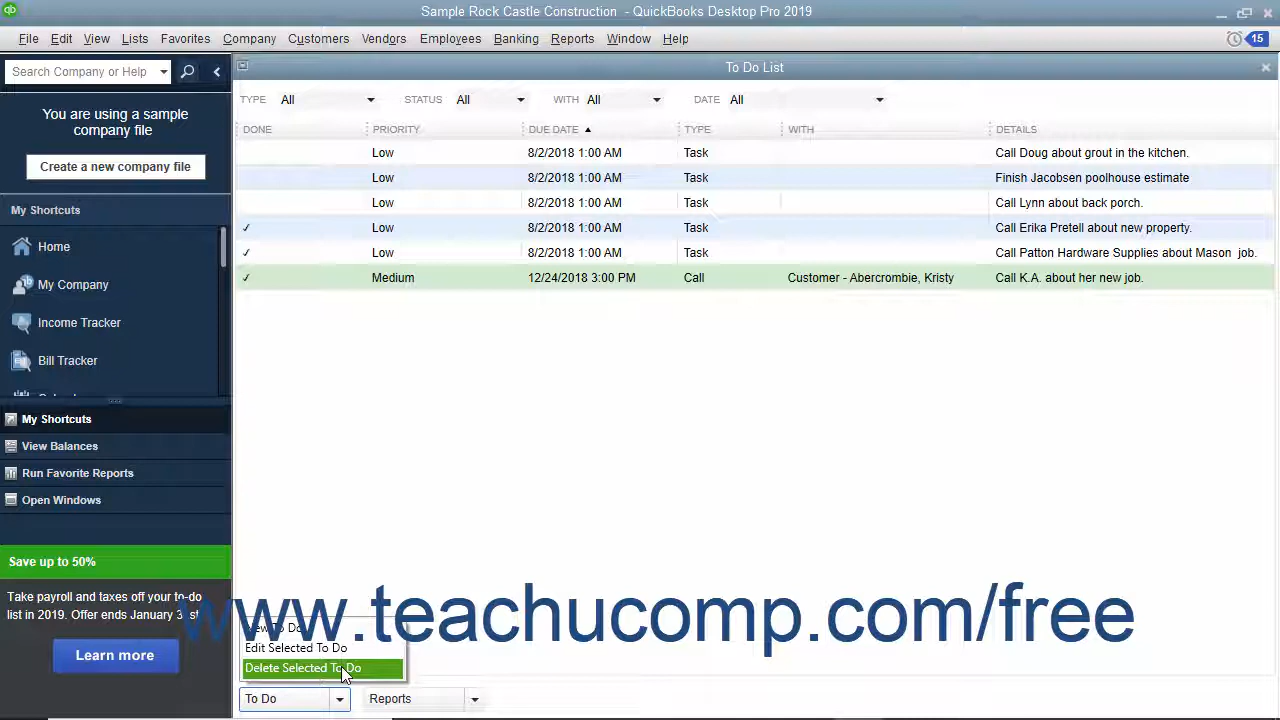 Sample Rock Castle Construction - QuickBooks Desktop Pro 2019
File Edit View Lists Favorites Company Customers Vendors Employees Banking Reports Window Help 15
Search Company or Help
To Do List
You are using a sample
company file
Create a new company file
My Shortcuts
Home
My Company
Income Tracker
Bill Tracker
My Shortcuts
View Balances
Run Favorite Reports
Open Windows
Save up to 50%
Take payroll and taxes off your to-do
list in 2019. Offer ends January 31st
Learn more
TYPE All STATUS All WITH All DATE All
DONE PRIORITY DUE DATE TYPE WITH DETAILS
Low 8/2/2018 1:00 AM Task Call Doug about grout in the kitchen.
Low 8/2/2018 1:00 AM Task Finish Jacobsen poolhouse estimate
Low 8/2/2018 1:00 AM Task Call Lynn about back porch.
✓ Low 8/2/2018 1:00 AM Task Call Erika Pretell about new property.
✓ Low 8/2/2018 1:00 AM Task Call Patton Hardware Supplies about Mason job.
✓ Medium 12/24/2018 3:00 PM Call Customer - Abercrombie, Kristy Call K.A. about her new job.
www.teachucomp.com/free
New To Do
Edit Selected To Do
Delete Selected To Do
To Do Reports